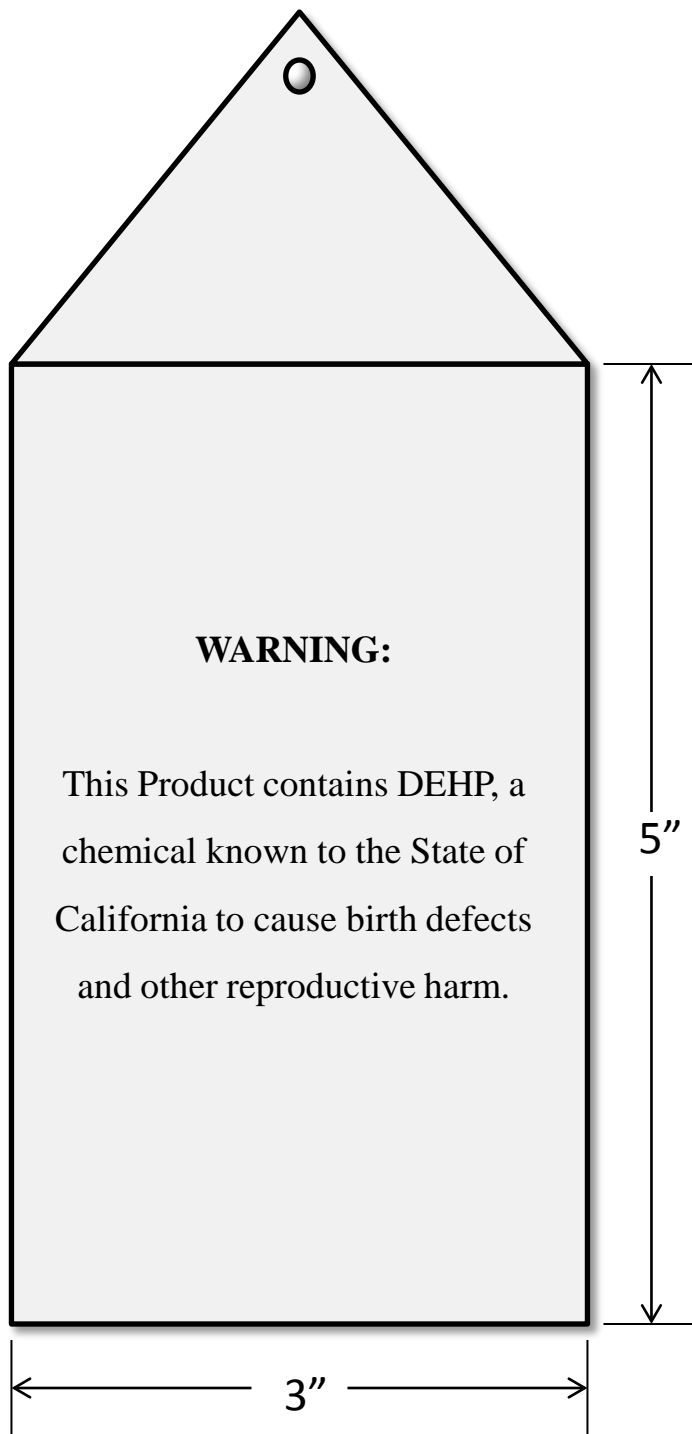 WARNING:
This Product contains DEHP, a
chemical known to the State of
California to cause birth defects
and other reproductive harm.
5”
3”